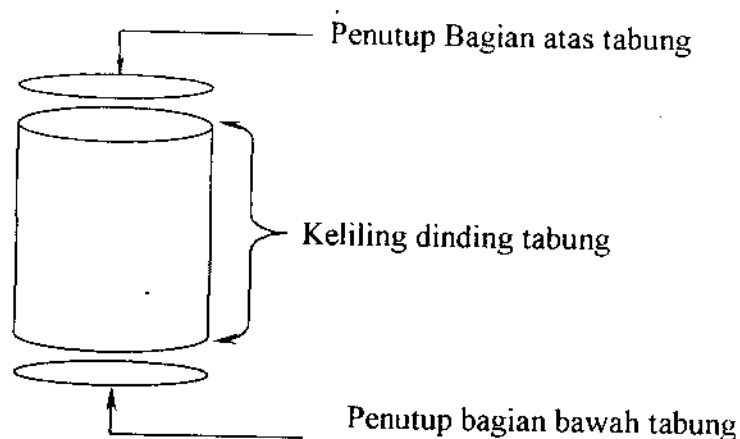 Penutup Bagian atas tabung
Keliling dinding tabung
Penutup bagian bawah tabung